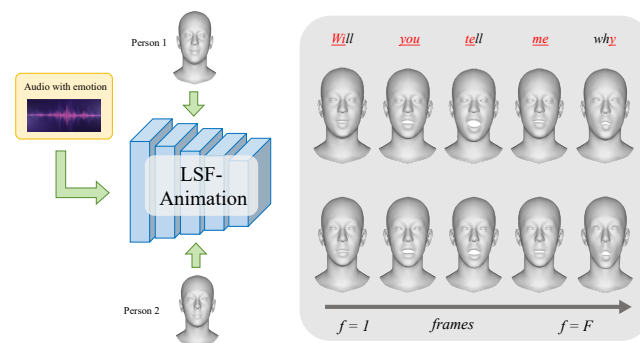 Person 1
Audio with emotion
LSF-
Animation
Person 2
Will you tell me why
f = 1 frames f = F